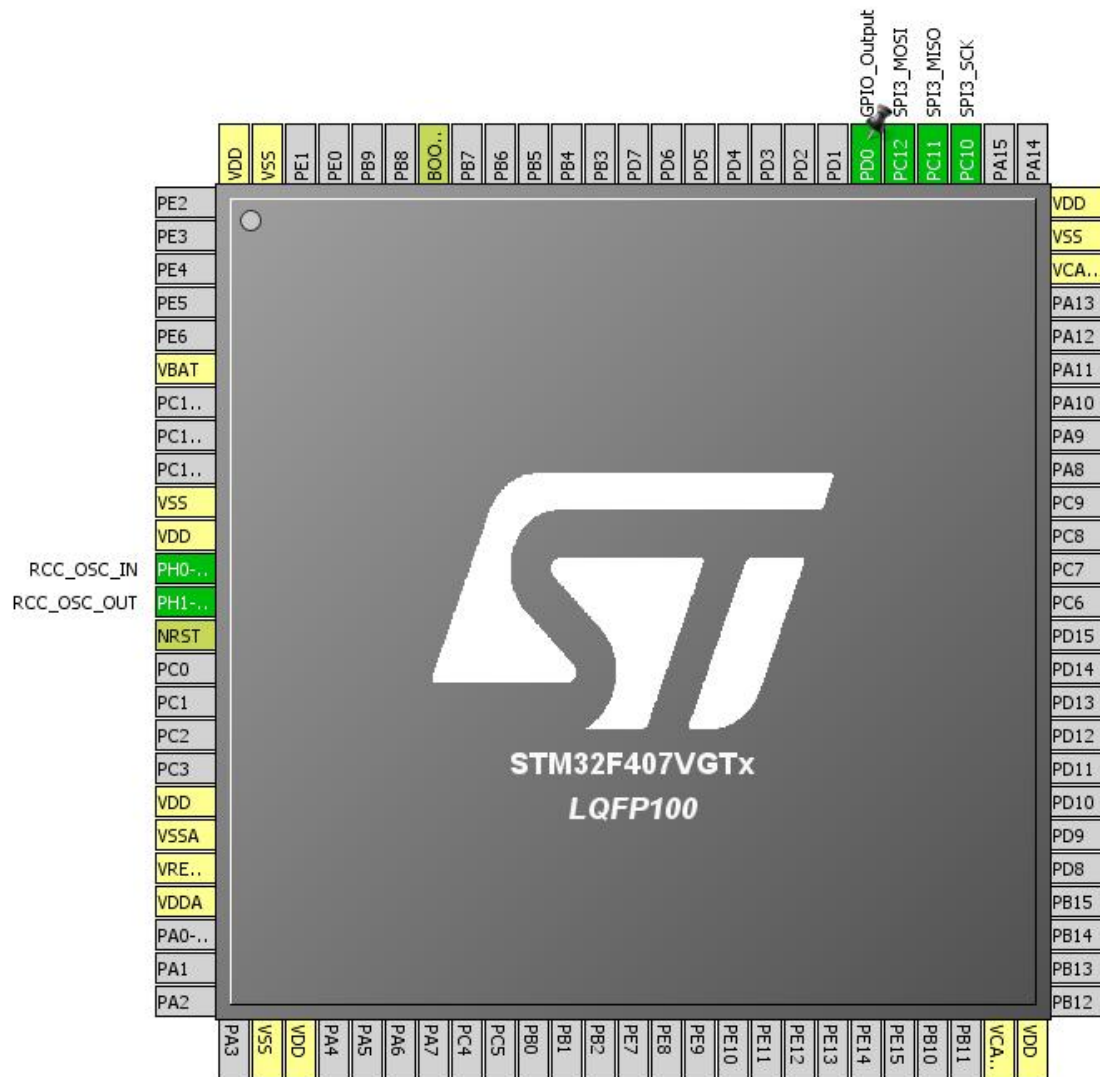 GPIO_Output
SPI3_MOSI
SPI3_MISO
SPI3_SCK
VDD
VSS
PE1
PE0
PB9
PB8
BOO..
PB7
PB6
PB5
PB4
PB3
PD7
PD6
PD5
PD4
PD3
PD2
PD1
PD0
PC12
PC11
PC10
PA15
PA14
PE2
PE3
PE4
PE5
PE6
VBAT
PC1..
PC1..
PC1..
VSS
VDD
RCC_OSC_IN PH0-..
RCC_OSC_OUT PH1-..
NRST
PC0
PC1
PC2
PC3
VDD
VSSA
VRE..
VDDA
PA0-..
PA1
PA2
ST
STM32F407VGTx
LQFP100
VDD
VSS
VCA..
PA13
PA12
PA11
PA10
PA9
PA8
PC9
PC8
PC7
PC6
PD15
PD14
PD13
PD12
PD11
PD10
PD9
PD8
PB15
PB14
PB13
PB12
PA3
VSS
VDD
PA4
PA5
PA6
PA7
PC4
PC5
PB0
PB1
PB2
PE7
PE8
PE9
PE10
PE11
PE12
PE13
PE14
PE15
PB10
PB11
VCA..
VDD